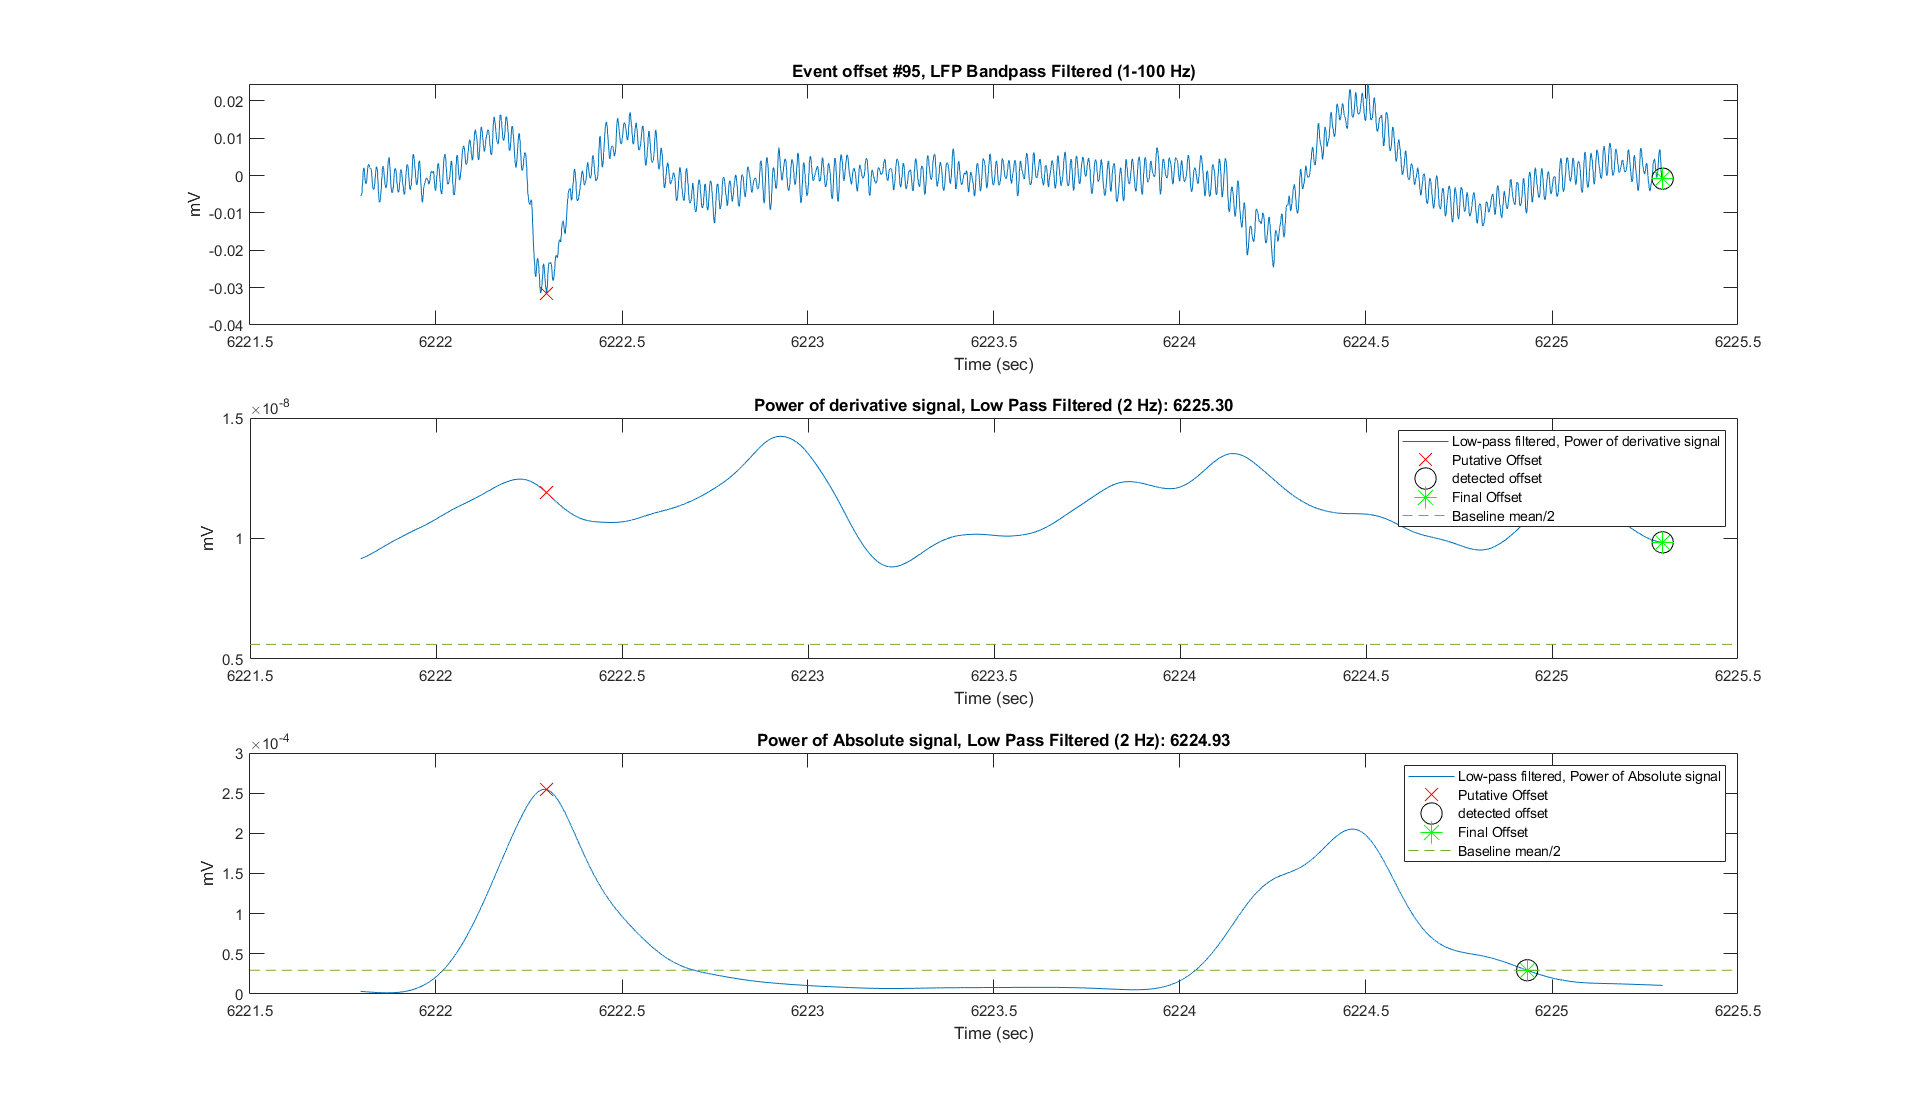 Event offset #95, LFP Bandpass Filtered (1-100 Hz)
0.02
0.01
0
-0.01
-0.02
-0.03
-0.04
mV
6221.5 6222 6222.5 6223 6223.5 6224 6224.5 6225 6225.5
Time (sec)
Power of derivative signal, Low Pass Filtered (2 Hz): 6225.30
×10-8
1.5
1
0.5
mV
Low-pass filtered, Power of derivative signal
Putative Offset
detected offset
Final Offset
Baseline mean/2
6221.5 6222 6222.5 6223 6223.5 6224 6224.5 6225 6225.5
Time (sec)
Power of Absolute signal, Low Pass Filtered (2 Hz): 6224.93
×10-4
3
2.5
2
1.5
1
0.5
0
mV
Low-pass filtered, Power of Absolute signal
Putative Offset
detected offset
Final Offset
Baseline mean/2
6221.5 6222 6222.5 6223 6223.5 6224 6224.5 6225 6225.5
Time (sec)